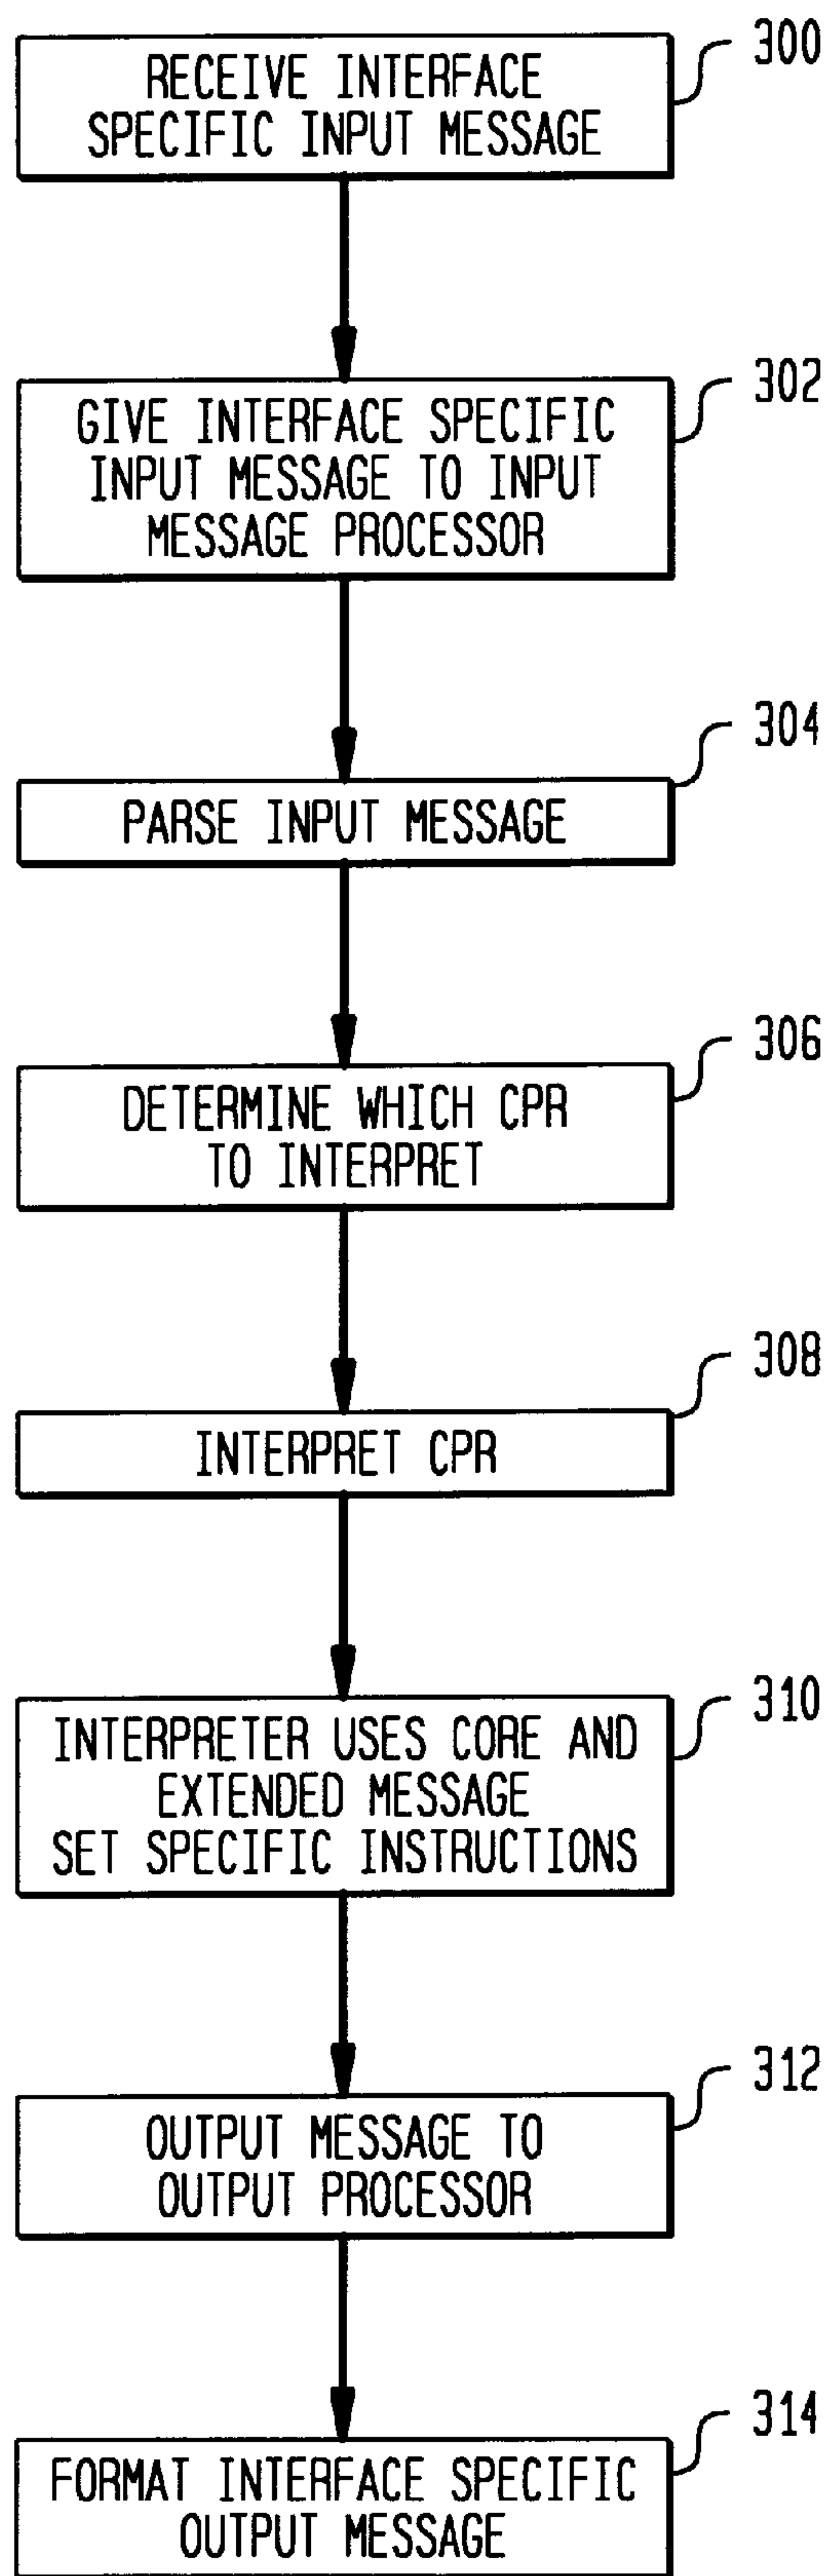 300
RECEIVE INTERFACE
SPECIFIC INPUT MESSAGE
302
GIVE INTERFACE SPECIFIC
INPUT MESSAGE TO INPUT
MESSAGE PROCESSOR
304
PARSE INPUT MESSAGE
306
DETERMINE WHICH CPR
TO INTERPRET
308
INTERPRET CPR
310
INTERPRETER USES CORE AND
EXTENDED MESSAGE
SET SPECIFIC INSTRUCTIONS
312
OUTPUT MESSAGE TO
OUTPUT PROCESSOR
314
FORMAT INTERFACE SPECIFIC
OUTPUT MESSAGE